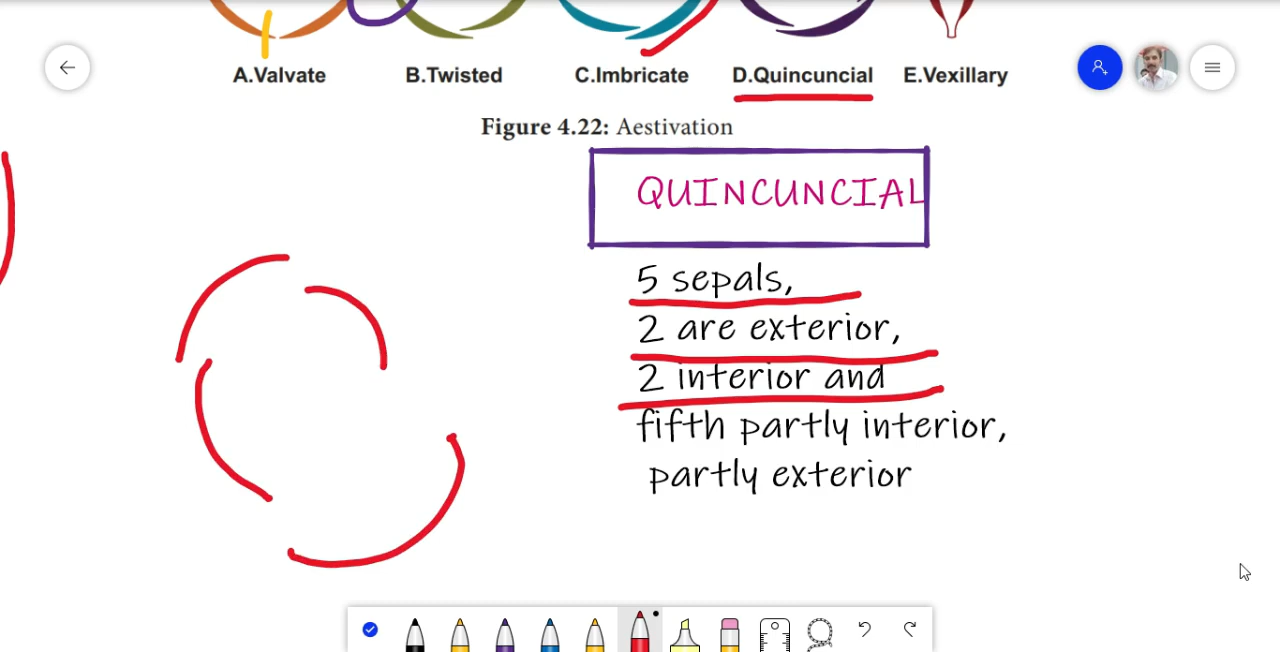 A.Valvate B.Twisted C.Imbricate D.Quincuncial E.Vexillary
Figure 4.22: Aestivation
QUINCUNCIAL
5 sepals,
2 are exterior,
2 interior and
fifth partly interior,
partly exterior